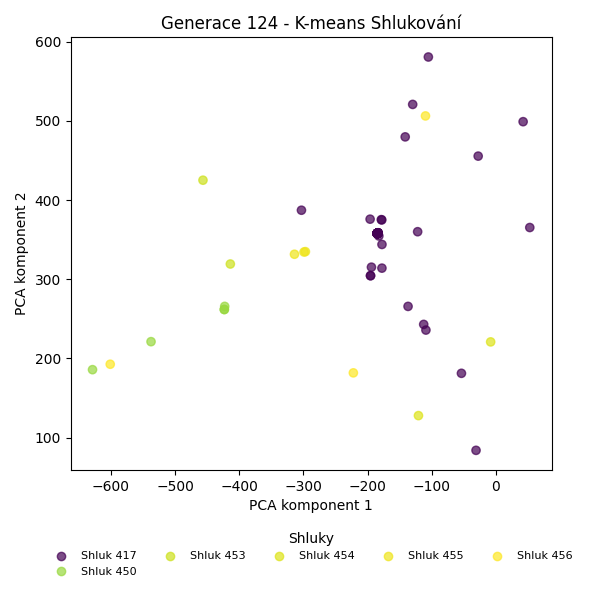 Generace 124 - K-means Shlukování
600
500
400
300
200
100
PCA komponent 2
−600 −500 −400 −300 −200 −100 0
PCA komponent 1
Shluky
Shluk 417 Shluk 453 Shluk 454 Shluk 455 Shluk 456
Shluk 450